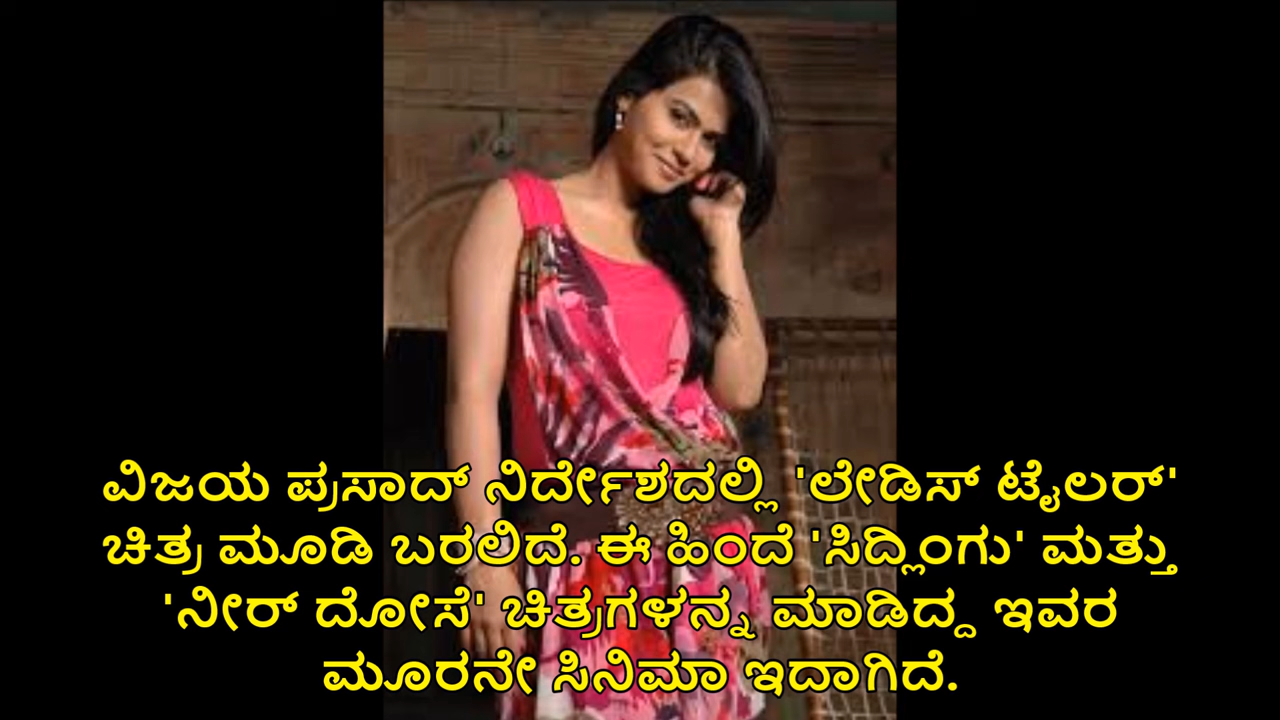 ವಿಜಯ ಪ್ರಸಾದ್ ನಿರ್ದೇಶದಲ್ಲಿ 'ಲೇಡಿಸ್ ಟೈಲರ್'
ಚಿತ್ರ ಮೂಡಿ ಬರಲಿದೆ. ಈ ಹಿಂದೆ 'ಸಿದ್ಲಿಂಗು' ಮತ್ತು
'ನೀರ್ ದೋಸೆ' ಚಿತ್ರಗಳನ್ನ ಮಾಡಿದ್ದ ಇವರ
ಮೂರನೇ ಸಿನಿಮಾ ಇದಾಗಿದೆ.